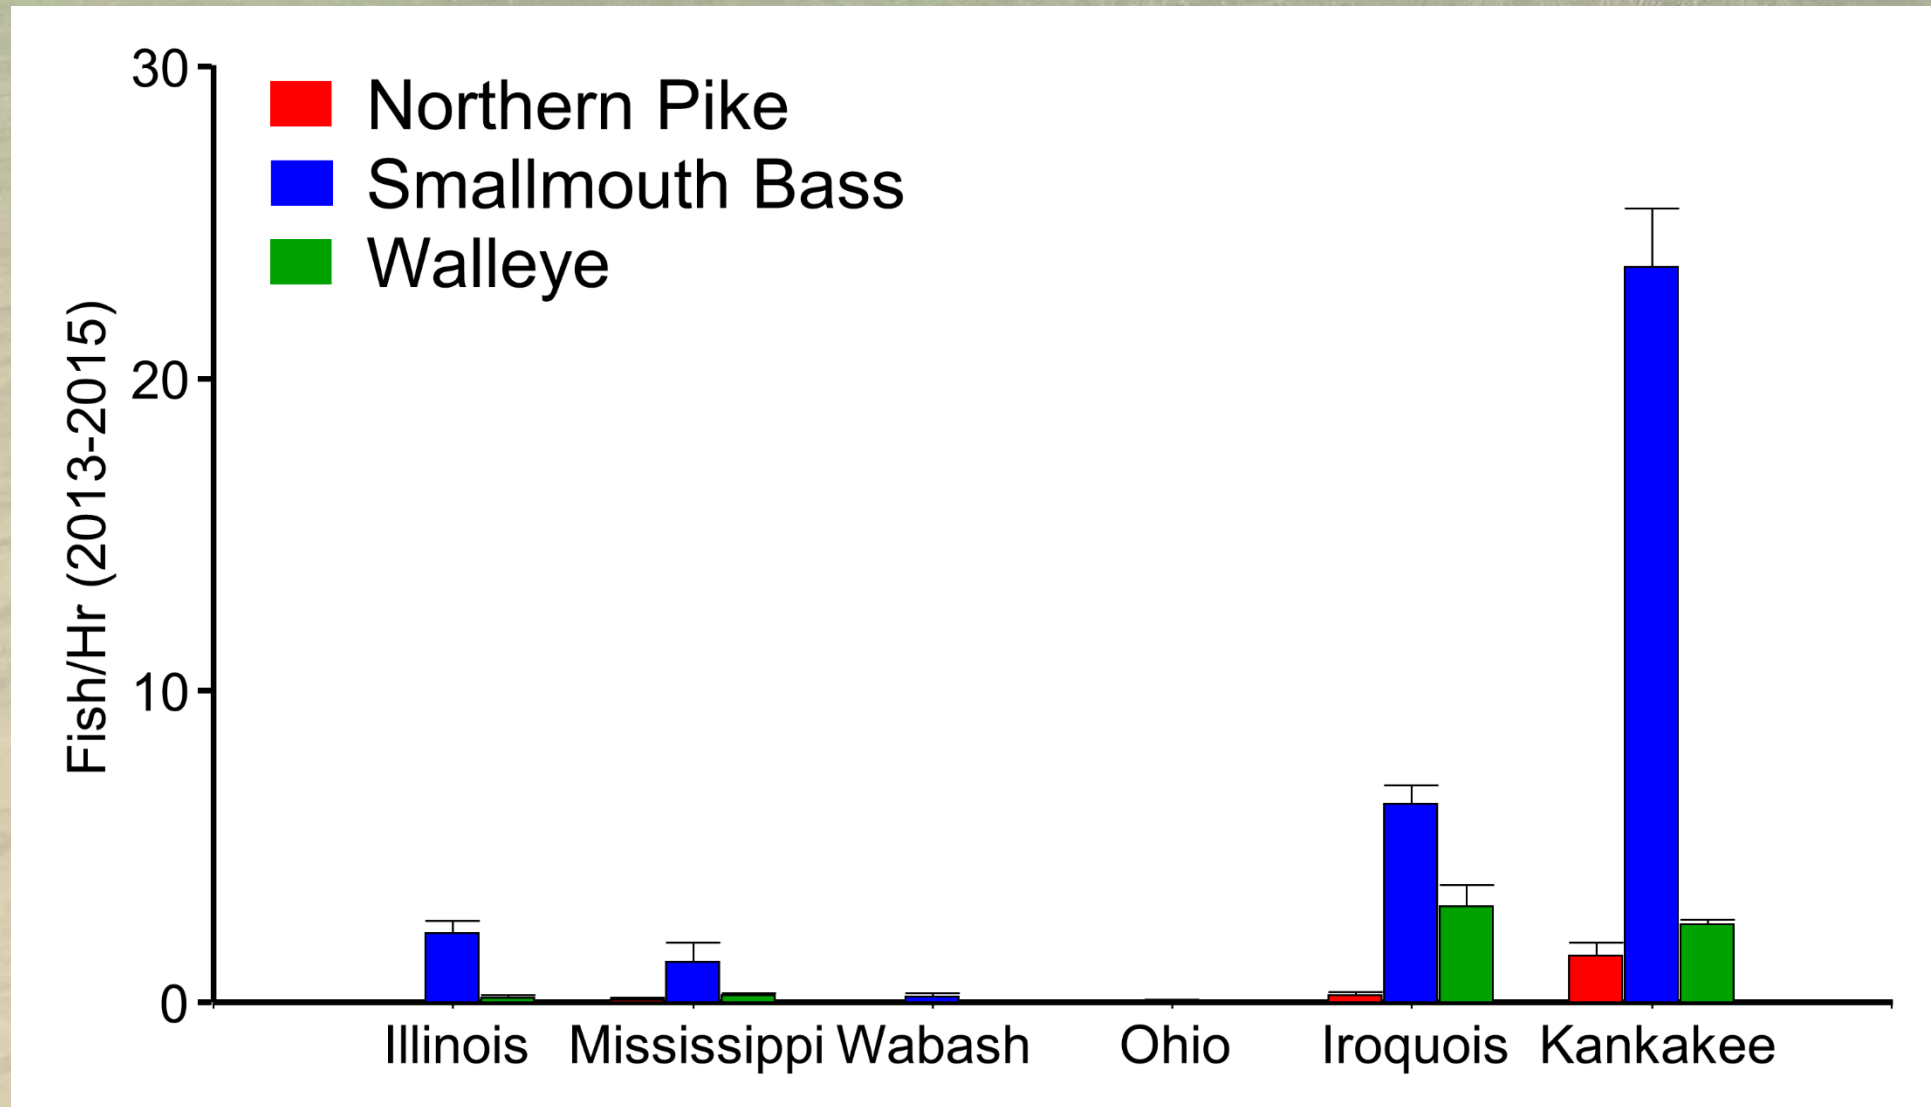 30
20
10
0
Fish/Hr (2013-2015)
Northern Pike
Smallmouth Bass
Walleye
Illinois Mississippi Wabash Ohio Iroquois Kankakee